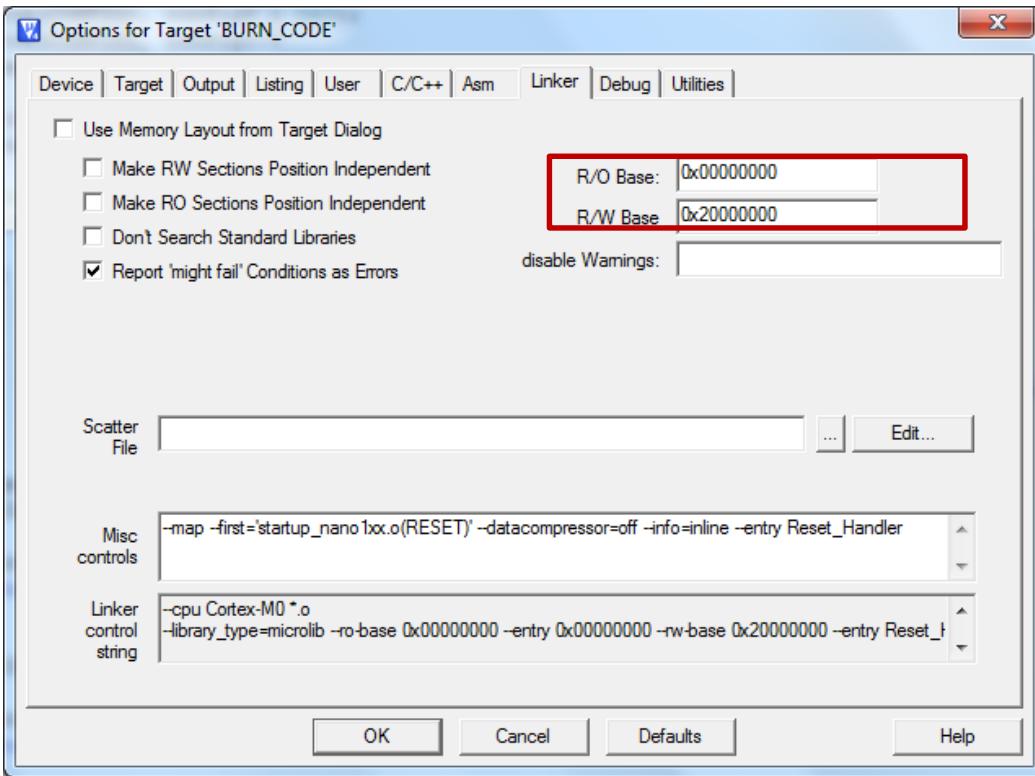 Options for Target 'BURN_CODE'
Device Target Output Listing User C/C++ Asm Linker Debug Utilities
Use Memory Layout from Target Dialog
Make RW Sections Position Independent
R/O Base: 0x00000000
Make RO Sections Position Independent
R/W Base 0x20000000
Don't Search Standard Libraries
disable Warnings:
Report 'might fail' Conditions as Errors
Scatter
File
...
Edit...
Misc
controls
--map --first='startup_nano1xx.o(RESET)' --datacompressor=off --info=inline --entry Reset_Handler
Linker
control
string
--cpu Cortex-M0 *.o
--library_type=microlib --ro-base 0x00000000 --entry 0x00000000 --rw-base 0x20000000 --entry
OK Cancel Defaults Help